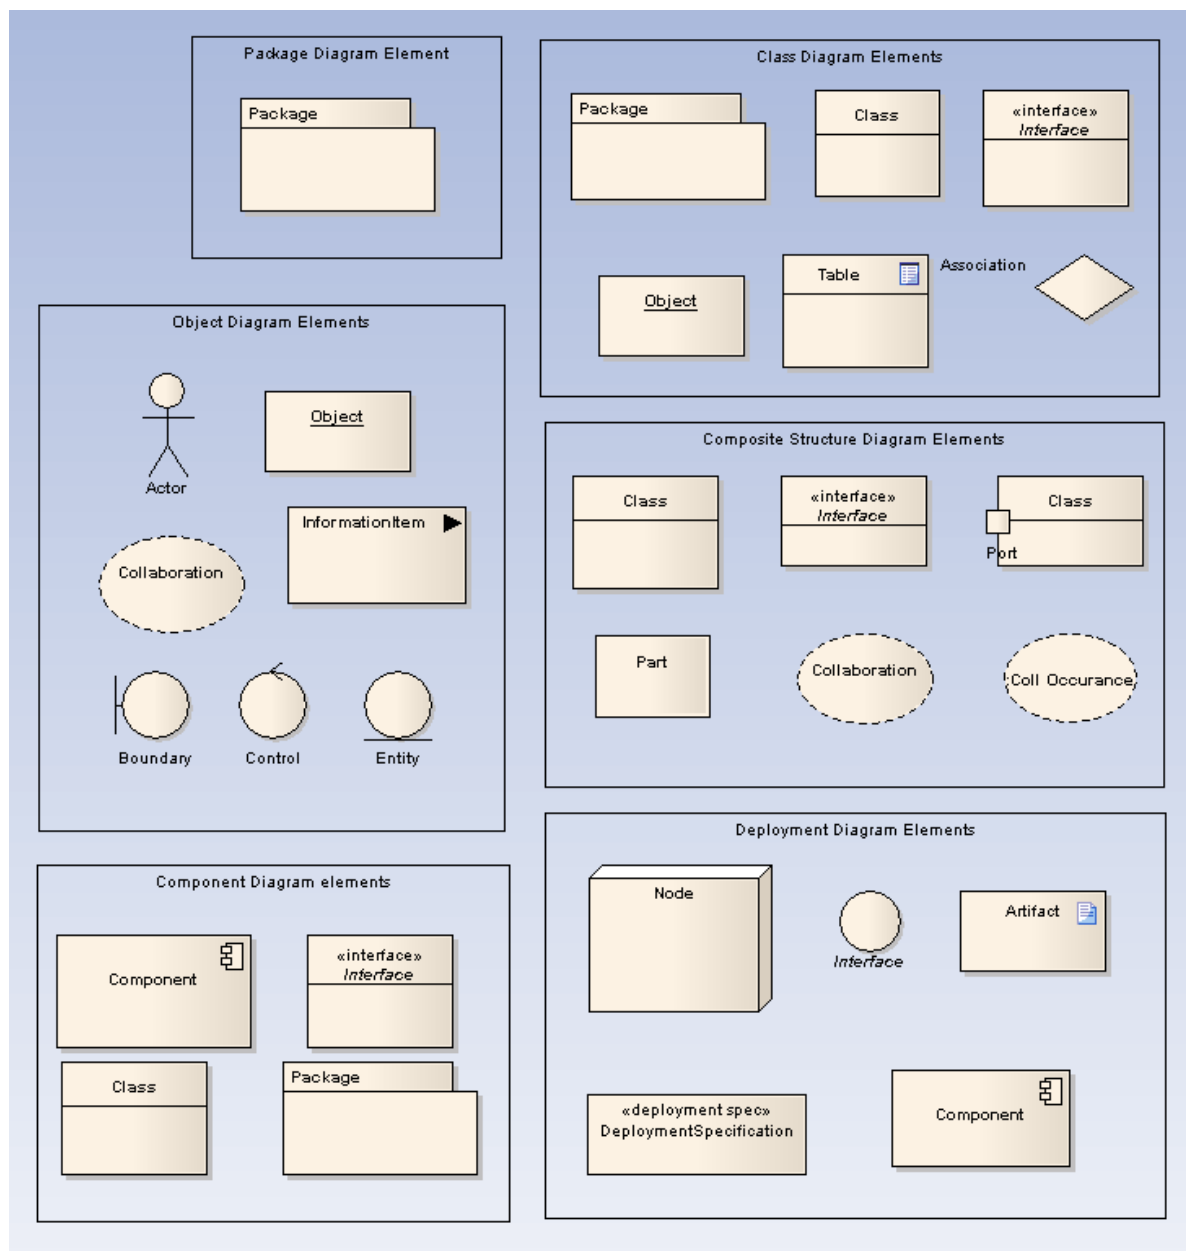 Package Diagram Element
Package
Class Diagram Elements
Package
Class
«interface»
Interface
Object
Table
Association
Object Diagram Elements
Actor
Object
InformationItem
Collaboration
Boundary
Control
Entity
Composite Structure Diagram Elements
Class
«interface»
Interface
Class
Port
Part
Collaboration
Coll Occurance
Component Diagram elements
Component
«interface»
Interface
Class
Package
Deployment Diagram Elements
Node
Interface
Artifact
«deployment spec»
DeploymentSpecification
Component